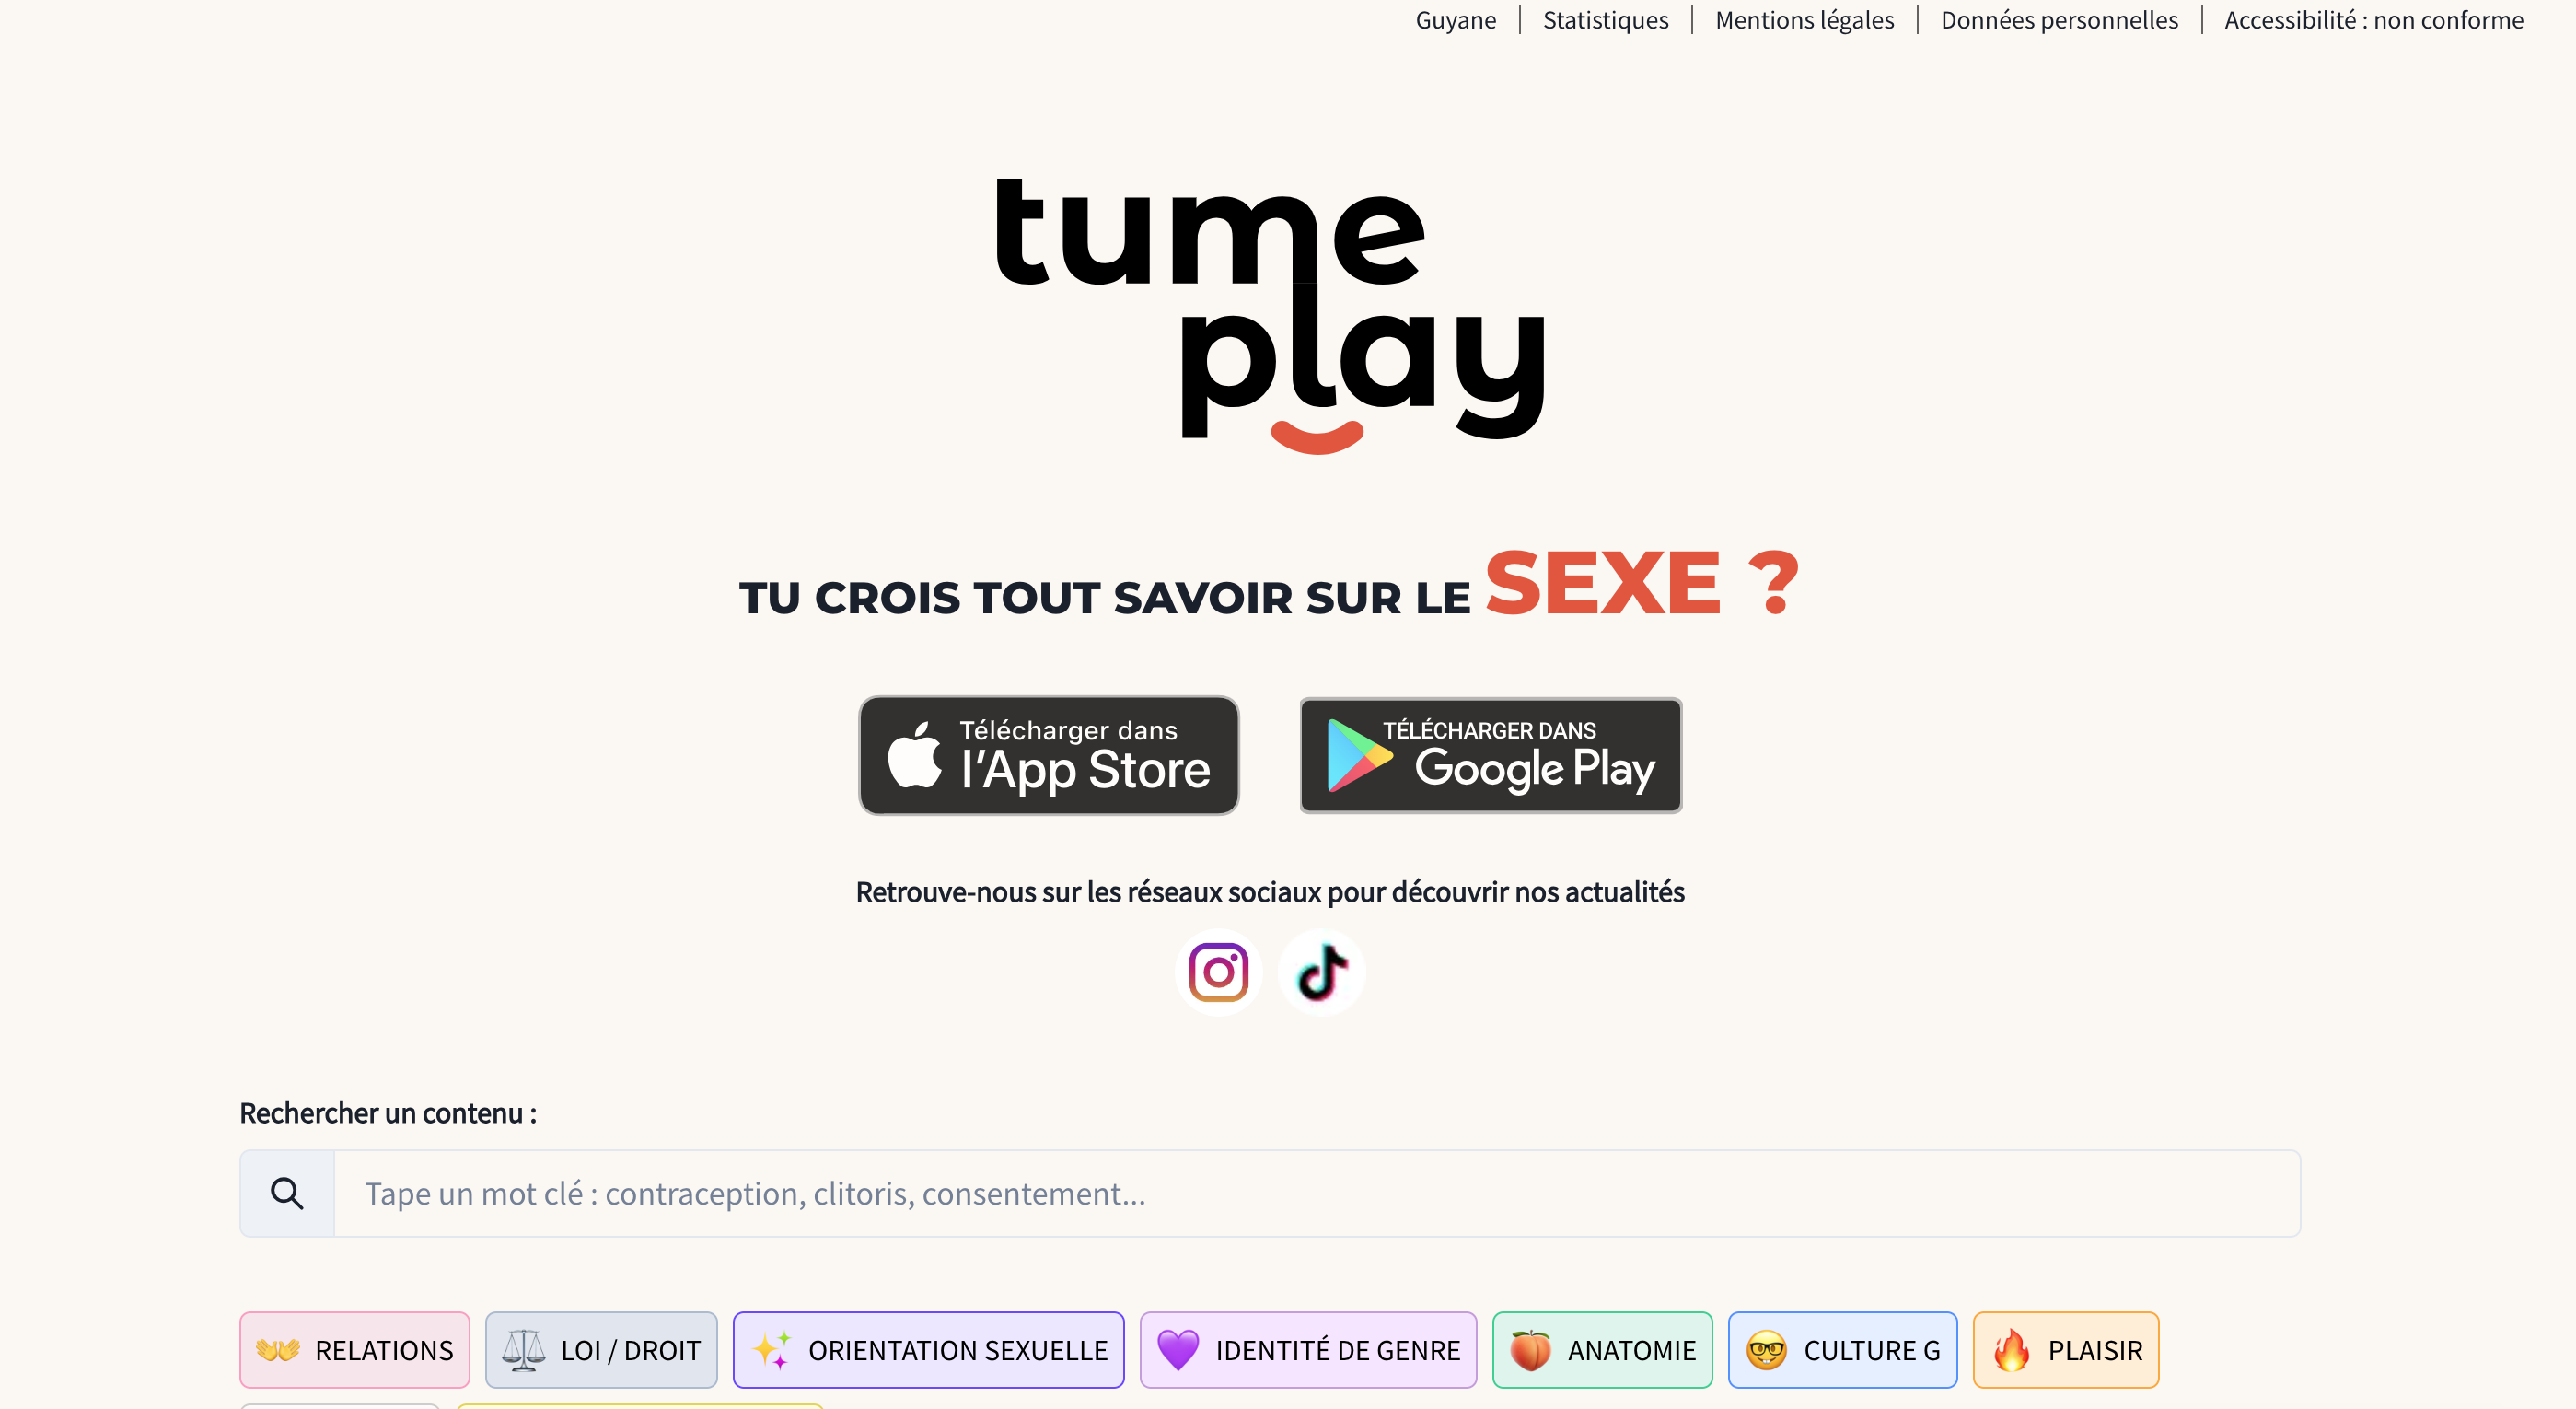 Guyane
Statistiques
Mentions légales
Données personnelles
Accessibilité : non conforme
tume
play
TU CROIS TOUT SAVOIR SUR LE SEXE ?
Télécharger dans
l'App Store
TÉLÉCHARGER DANS
Google Play
Retrouve-nous sur les réseaux sociaux pour découvrir nos actualités
Rechercher un contenu :
Tape un mot clé : contraception, clitoris, consentement...
RELATIONS
LOI / DROIT
ORIENTATION SEXUELLE
IDENTITÉ DE GENRE
ANATOMIE
CULTURE G
PLAISIR